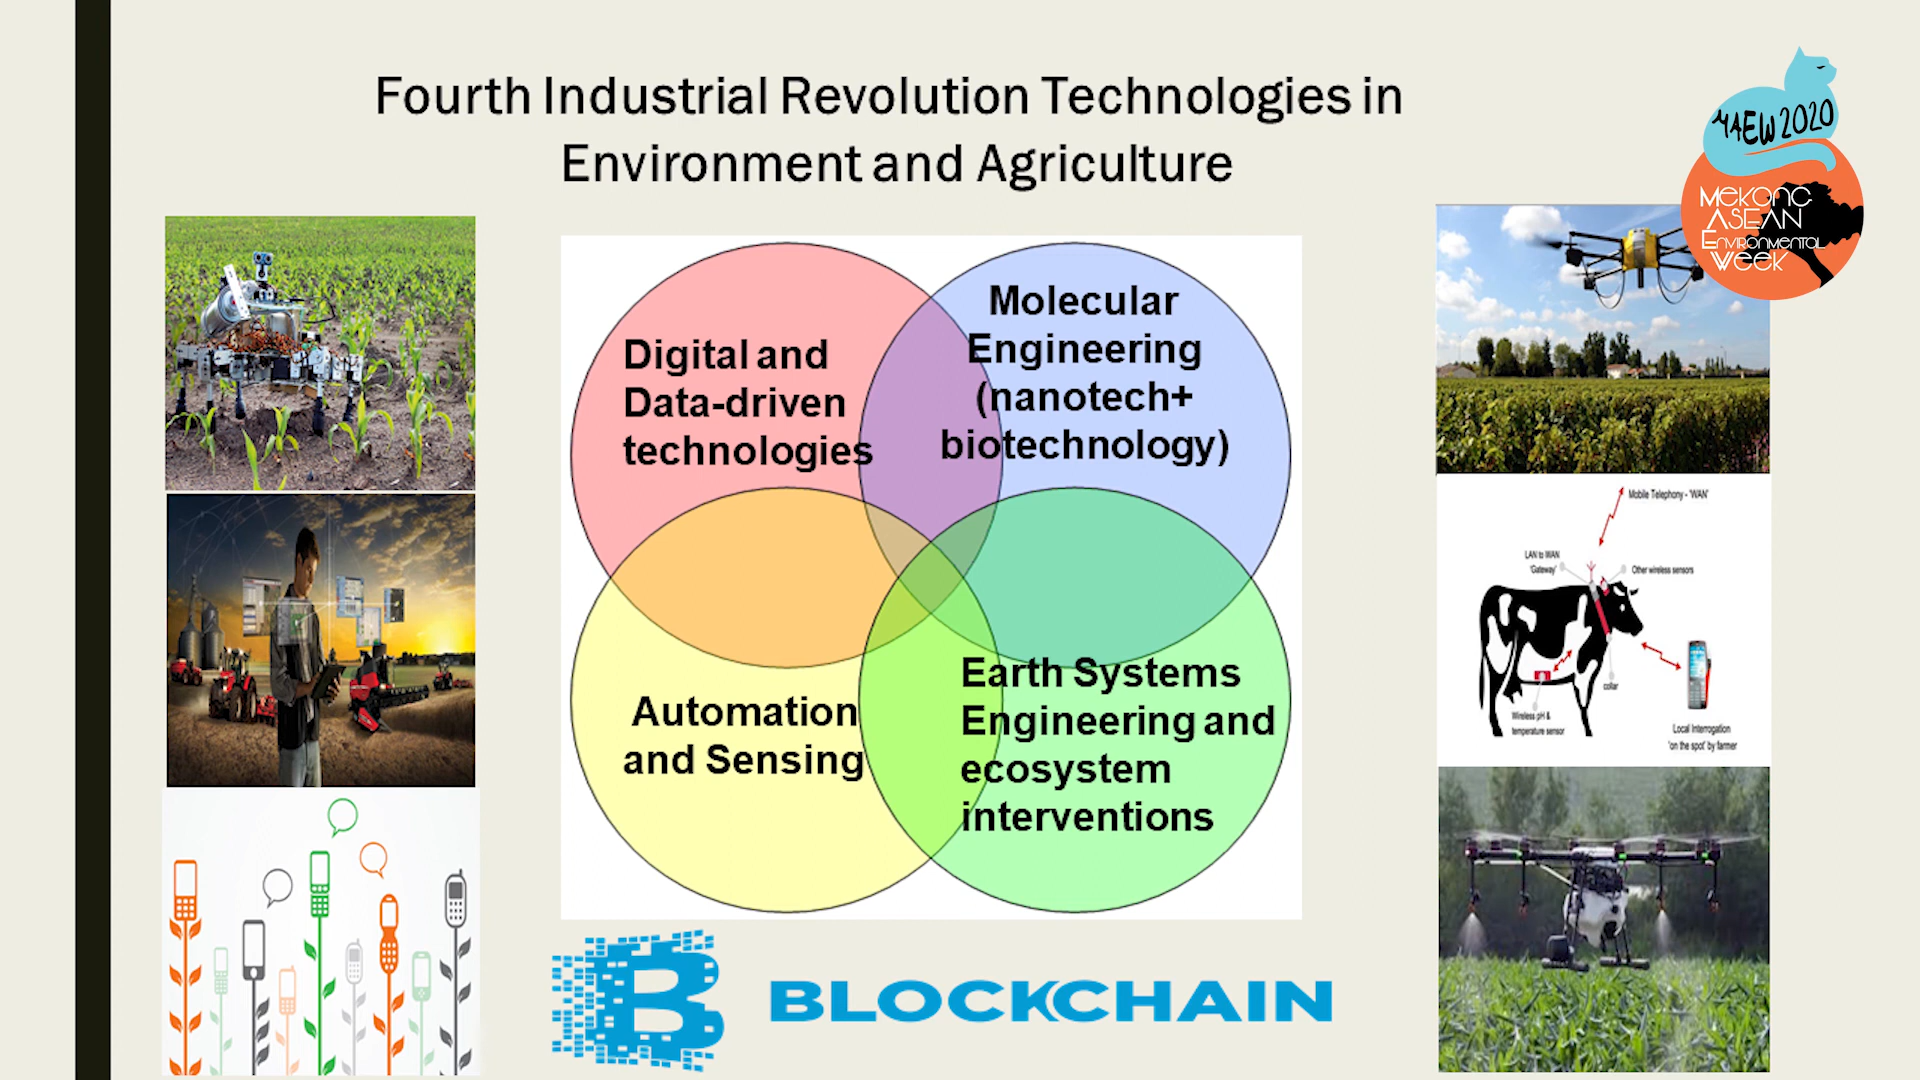 Fourth Industrial Revolution Technologies in
Environment and Agriculture
MAEW 2020
MEKONG
ASEAN
ENVIRONMENTAL
WEEK
Digital and
Data-driven
technologies
Molecular
Engineering
(nanotech+
biotechnology)
Automation
and Sensing
Earth Systems
Engineering and
ecosystem
interventions
Mobile Telephony - 'WAN'
LAN to WAN
'Gateway'
Other wireless sensors
collar
Wireless pH &
temperature sensor
Local Interrogation
'on the spot' by farmer
BLOCKCHAIN